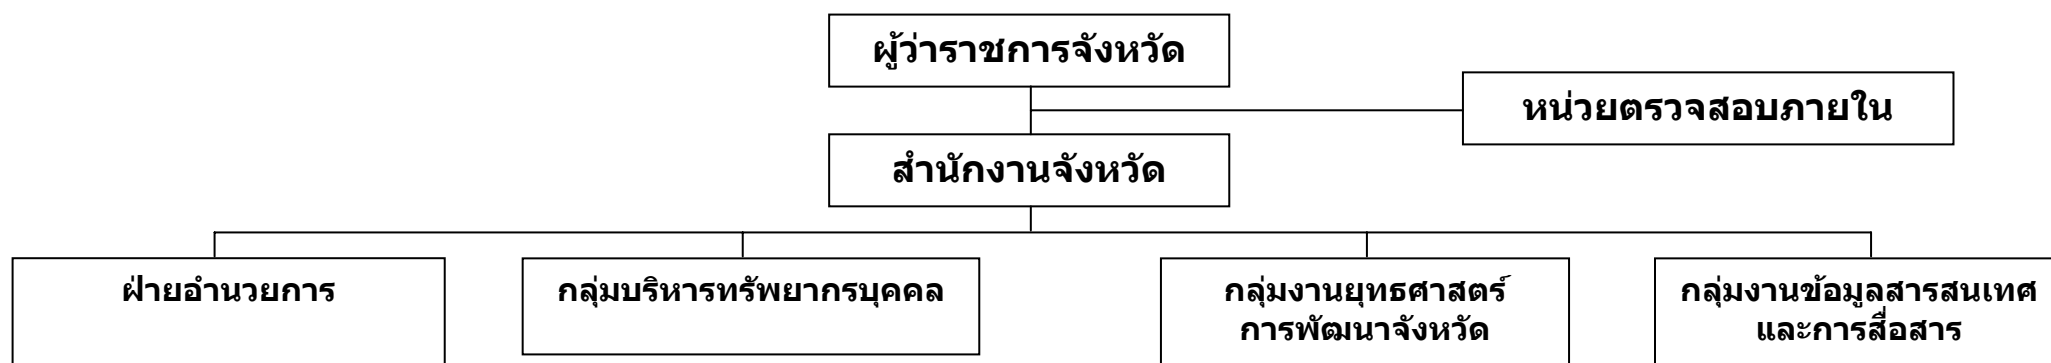 ผู้ว่าราชการจังหวัด
หน่วยตรวจสอบภายใน
สำนักงานจังหวัด
ฝ่ายอำนวยการ
กลุ่มบริหารทรัพยากรบุคคล
กลุ่มงานยุทธศาสตร์
การพัฒนาจังหวัด
กลุ่มงานข้อมูลสารสนเทศ
และการสื่อสาร